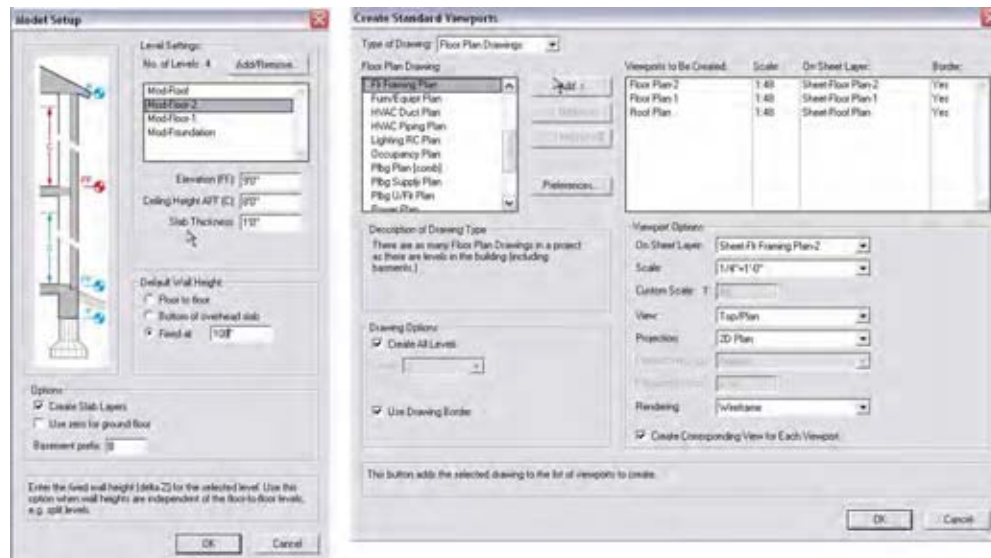 Model Setup
Level Settings:
No. of Levels: 4
Add/Remove...
Mod-Roof
Mod-Floor-2
Mod-Floor-1
Mod-Foundation
Elevation (FF):
Ceiling Height AFF (C):
Slab Thickness:
1'0"
Default Wall Height
Floor to floor
Bottom of overhead slab
Fixed at
Options
Create Slab Layers
Use zero for ground floor
Basement prefix:
B
Enter the fixed wall height (delta Z) for the selected level. Use this
option when wall heights are independent of the floor-to-floor levels,
e.g. split levels.
OK
Cancel
Create Standard Viewports
Type of Drawing:
Floor Plan Drawings
Floor Plan Drawing
Flr Framing Plan
Furn/Equip Plan
HVAC Duct Plan
HVAC Piping Plan
Lighting RC Plan
Occupancy Plan
Plbg Plan (comb)
Plbg Supply Plan
Power Plan
Preferences...
Viewports to Be Created:
Scale:
On Sheet Layer:
Border:
Floor Plan-2
1:48
Sheet-Floor Plan-2
Yes
Floor Plan-1
1:48
Sheet-Floor Plan-1
Yes
Roof Plan
1:48
Sheet-Roof Plan
Yes
Description of Drawing Type
There are as many Floor Plan Drawings in a project
as there are levels in the building (including
basements.)
Drawing Options
Create All Levels
Use Drawing Border
Viewport Options
On Sheet Layer:
Sheet-Flr Framing Plan-2
Scale:
1/4"=1'-0"
Custom Scale: 1:
View:
Top/Plan
Projection:
2D Plan
Rendering:
Wireframe
Create Corresponding View for Each Viewport
This button adds the selected drawing to the list of viewports to create.
OK
Cancel